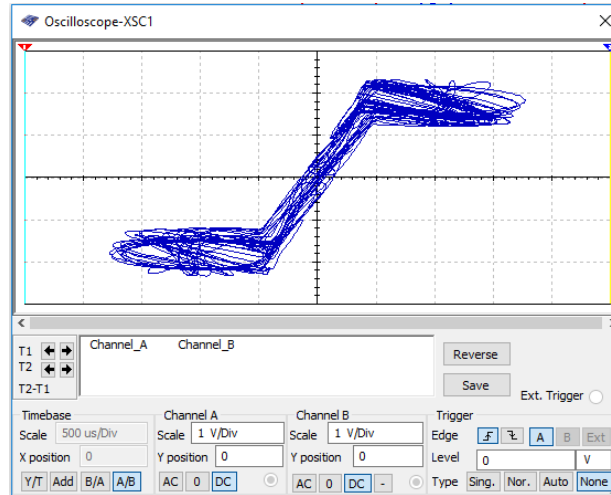 Oscilloscope-XSC1
T1
T2
T2-T1
Channel_A Channel_B
Reverse
Save
Ext. Trigger
Timebase
Scale 500 us/Div
X position 0
Y/T Add B/A A/B
Channel A
Scale 1 V/Div
Y position 0
AC 0 DC
Channel B
Scale 1 V/Div
Y position 0
AC 0 DC -
Trigger
Edge A B Ext
Level 0 V
Type Sing. Nor. Auto None